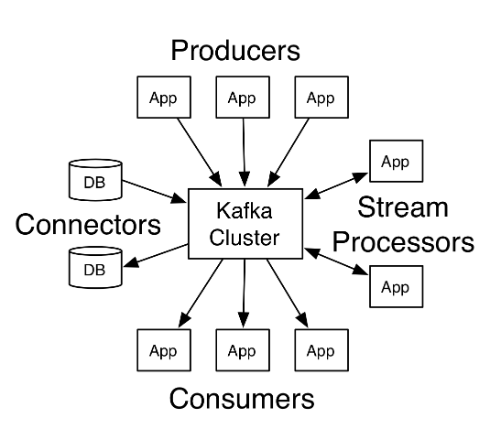 Producers
App
App
App
DB
App
Kafka
Cluster
Connectors
Stream
Processors
DB
App
App
App
App
Consumers